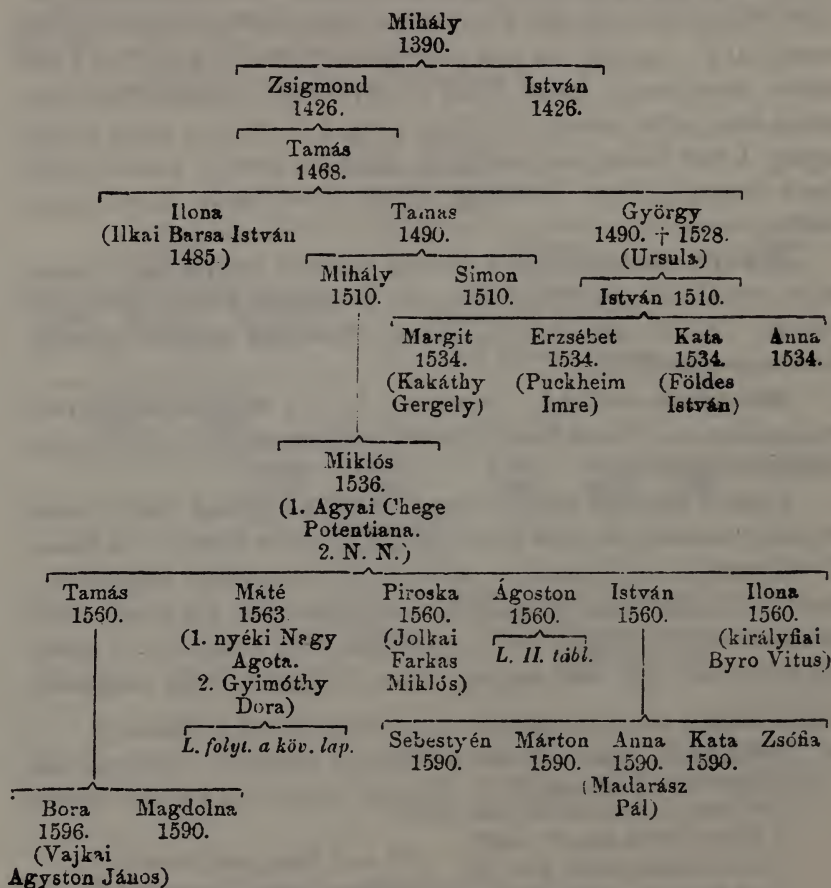 Mihály
1390.
Zsigmond István
1426. 1426.
Tamás
1468.
Ilona Tamas György
(Ilkai Barsa István 1490. 1490. † 1528.
1485.) (Ursula)
Mihály Simon István 1510.
1510. 1510.
Margit Erzsébet Kata Anna
1534. 1534. 1534. 1534.
(Kakáthy (Puckheim (Földes
Gergely) Imre) István)
Miklós
1536.
(1. Agyai Chege
Potentiana.
2. N. N.)
Tamás Máté Piroska Ágoston István Ilona
1560. 1563 1560. 1560. 1560. 1560.
(1. nyéki Nagy (Jolkai L. II. tábl. (királyfiai
Agota. Farkas Byro Vitus)
2. Gyimóthy Miklós)
Dora)
L. folyt. a köv. lap.
Sebestyén Márton Anna Kata Zsófia
1590. 1590. 1590. 1590.
(Madarász
Pál)
Bora Magdolna
1596. 1590.
(Vajkai
Agyston János)